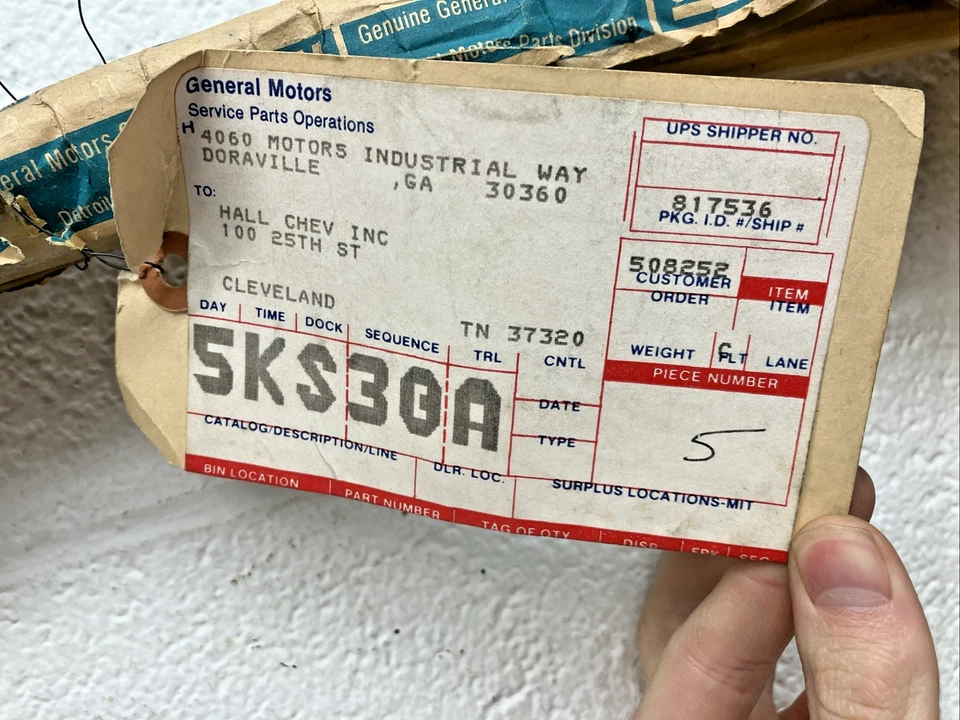 Genuine General
Motors Parts Division
eral Motors
Detroit
General Motors
Service Parts Operations
H 4060 MOTORS INDUSTRIAL WAY
DORAVILLE ,GA 30360
TO:
HALL CHEV INC
100 25TH ST
CLEVELAND
TN 37320
UPS SHIPPER NO.
817536
PKG. I.D. #/SHIP #
508252
CUSTOMER
ORDER
ITEM
ITEM
WEIGHT
PLT
LANE
PIECE NUMBER
5
DAY TIME DOCK SEQUENCE TRL CNTL
5KS30A
DATE
TYPE
CATALOG/DESCRIPTION/LINE
DLR. LOC.
SURPLUS LOCATIONS-MIT
BIN LOCATION PART NUMBER TAG OF QTY DISP